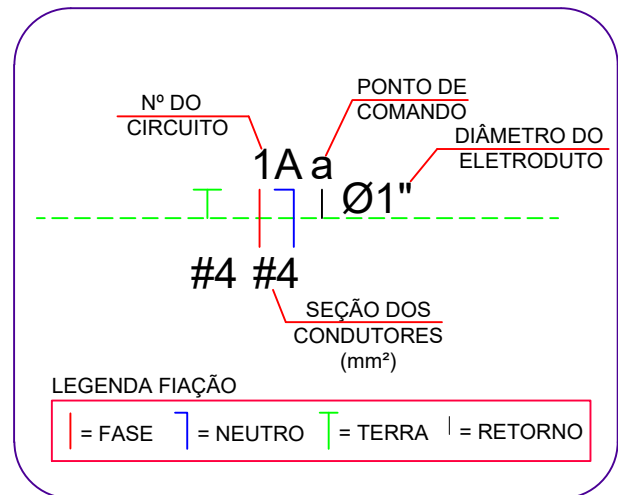 Nº DO
CIRCUITO
PONTO DE
COMANDO
DIÂMETRO DO
ELETRODUTO
1A a
Ø1"
#4 #4
SEÇÃO DOS
CONDUTORES
(mm²)
LEGENDA FIAÇÃO
= FASE = NEUTRO = TERRA = RETORNO